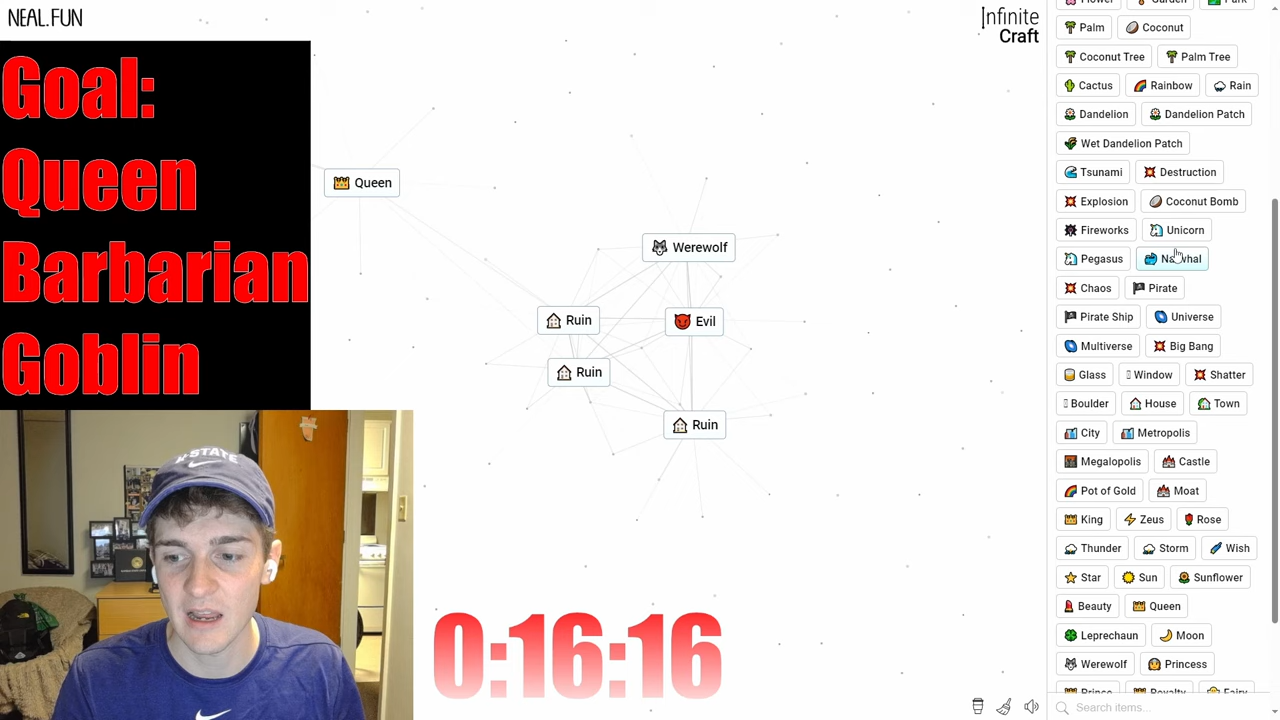 NEAL.FUN
Infinite
Craft
Goal:
Queen
Barbarian
Goblin
Queen
Werewolf
Ruin
Evil
Ruin
Ruin
0:16:16
Palm Coconut
Coconut Tree Palm Tree
Cactus Rainbow Rain
Dandelion Dandelion Patch
Wet Dandelion Patch
Tsunami Destruction
Explosion Coconut Bomb
Fireworks Unicorn
Pegasus
Chaos Pirate
Pirate Ship Universe
Multiverse Big Bang
Glass Window Shatter
Boulder House Town
City Metropolis
Megalopolis Castle
Pot of Gold Moat
King Zeus Rose
Thunder Storm Wish
Star Sun Sunflower
Beauty Queen
Leprechaun Moon
Werewolf Princess
Prince Royalty Fairy
Search items...
STATE